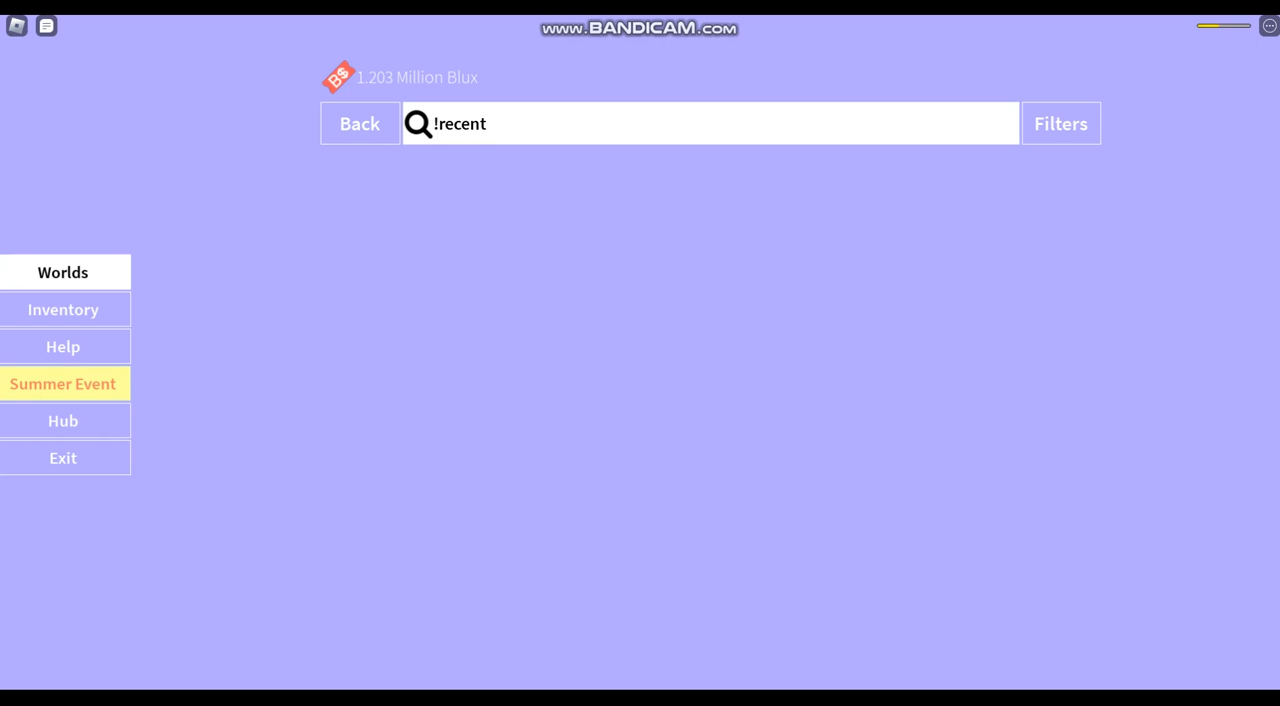 www.BANDICAM.com
B$ 1.203 Million Blux
Back !recent Filters
Worlds
Inventory
Help
Summer Event
Hub
Exit